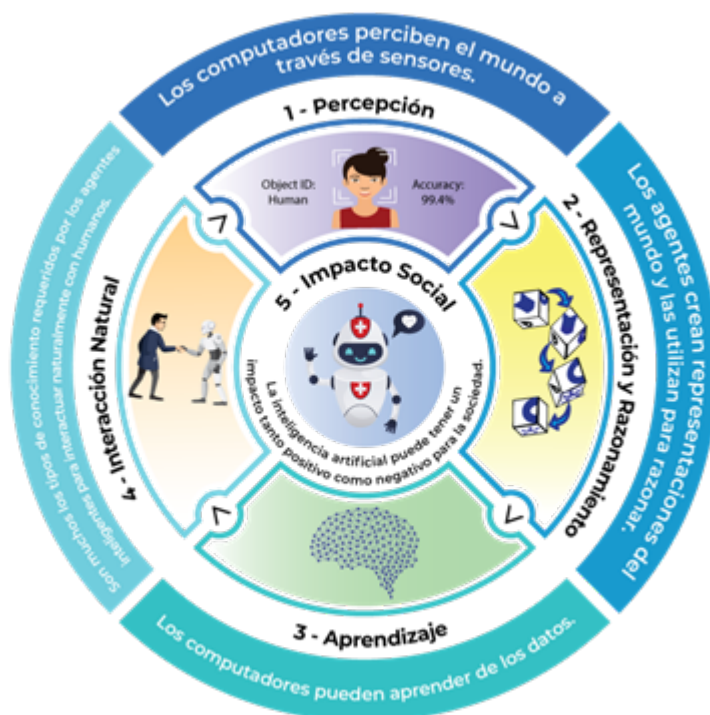 Los computadores perciben el mundo a
través de sensores.
1 - Percepción
Object ID:
Human
Accuracy:
99.4%
Los agentes crean representaciones del
mundo y las utilizan para razonar.
2 - Representación y Razonamiento
3 - Aprendizaje
Los computadores pueden aprender de los datos.
Son muchos los tipos de conocimiento requeridos por los agentes
inteligentes para interactuar naturalmente con humanos.
4 - Interacción Natural
5 - Impacto Social
La inteligencia artificial puede tener un
impacto tanto positivo como negativo para la sociedad.